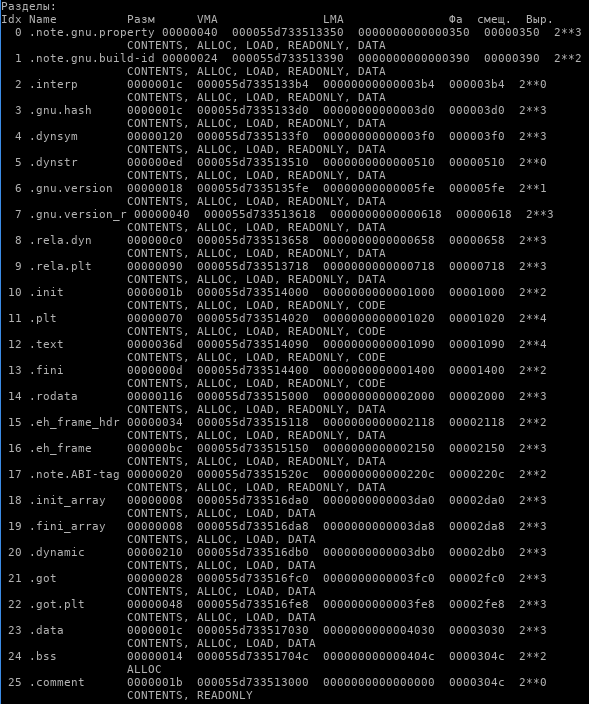 Разделы:
Idx Name          Разм      VMA               LMA               Фа  смещ.  Выр.
  0 .note.gnu.property 00000040  000055d733513350  0000000000000350  00000350  2**3
                  CONTENTS, ALLOC, LOAD, READONLY, DATA
  1 .note.gnu.build-id 00000024  000055d733513390  0000000000000390  00000390  2**2
                  CONTENTS, ALLOC, LOAD, READONLY, DATA
  2 .interp       0000001c  000055d7335133b4  00000000000003b4  000003b4  2**0
                  CONTENTS, ALLOC, LOAD, READONLY, DATA
  3 .gnu.hash     0000001c  000055d7335133d0  00000000000003d0  000003d0  2**3
                  CONTENTS, ALLOC, LOAD, READONLY, DATA
  4 .dynsym       00000120  000055d7335133f0  00000000000003f0  000003f0  2**3
                  CONTENTS, ALLOC, LOAD, READONLY, DATA
  5 .dynstr       000000ed  000055d733513510  0000000000000510  00000510  2**0
                  CONTENTS, ALLOC, LOAD, READONLY, DATA
  6 .gnu.version  00000018  000055d7335135fe  00000000000005fe  000005fe  2**1
                  CONTENTS, ALLOC, LOAD, READONLY, DATA
  7 .gnu.version_r 00000040  000055d733513618  0000000000000618  00000618  2**3
                  CONTENTS, ALLOC, LOAD, READONLY, DATA
  8 .rela.dyn     000000c0  000055d733513658  0000000000000658  00000658  2**3
                  CONTENTS, ALLOC, LOAD, READONLY, DATA
  9 .rela.plt     00000090  000055d733513718  0000000000000718  00000718  2**3
                  CONTENTS, ALLOC, LOAD, READONLY, DATA
 10 .init         0000001b  000055d733514000  0000000000001000  00001000  2**2
                  CONTENTS, ALLOC, LOAD, READONLY, CODE
 11 .plt          00000070  000055d733514020  0000000000001020  00001020  2**4
                  CONTENTS, ALLOC, LOAD, READONLY, CODE
 12 .text         0000036d  000055d733514090  0000000000001090  00001090  2**4
                  CONTENTS, ALLOC, LOAD, READONLY, CODE
 13 .fini         0000000d  000055d733514400  0000000000001400  00001400  2**2
                  CONTENTS, ALLOC, LOAD, READONLY, CODE
 14 .rodata       00000116  000055d733515000  0000000000002000  00002000  2**3
                  CONTENTS, ALLOC, LOAD, READONLY, DATA
 15 .eh_frame_hdr 00000034  000055d733515118  0000000000002118  00002118  2**2
                  CONTENTS, ALLOC, LOAD, READONLY, DATA
 16 .eh_frame     000000bc  000055d733515150  0000000000002150  00002150  2**3
                  CONTENTS, ALLOC, LOAD, READONLY, DATA
 17 .note.ABI-tag 00000020  000055d73351520c  000000000000220c  0000220c  2**2
                  CONTENTS, ALLOC, LOAD, READONLY, DATA
 18 .init_array   00000008  000055d733516da0  0000000000003da0  00002da0  2**3
                  CONTENTS, ALLOC, LOAD, DATA
 19 .fini_array   00000008  000055d733516da8  0000000000003da8  00002da8  2**3
                  CONTENTS, ALLOC, LOAD, DATA
 20 .dynamic      00000210  000055d733516db0  0000000000003db0  00002db0  2**3
                  CONTENTS, ALLOC, LOAD, DATA
 21 .got          00000028  000055d733516fc0  0000000000003fc0  00002fc0  2**3
                  CONTENTS, ALLOC, LOAD, DATA
 22 .got.plt      00000048  000055d733516fe8  0000000000003fe8  00002fe8  2**3
                  CONTENTS, ALLOC, LOAD, DATA
 23 .data         0000001c  000055d733517030  0000000000004030  00003030  2**3
                  CONTENTS, ALLOC, LOAD, DATA
 24 .bss          00000014  000055d73351704c  000000000000404c  0000304c  2**2
                  ALLOC
 25 .comment      0000001b  000055d733513000  0000000000000000  0000304c  2**0
                  CONTENTS, READONLY